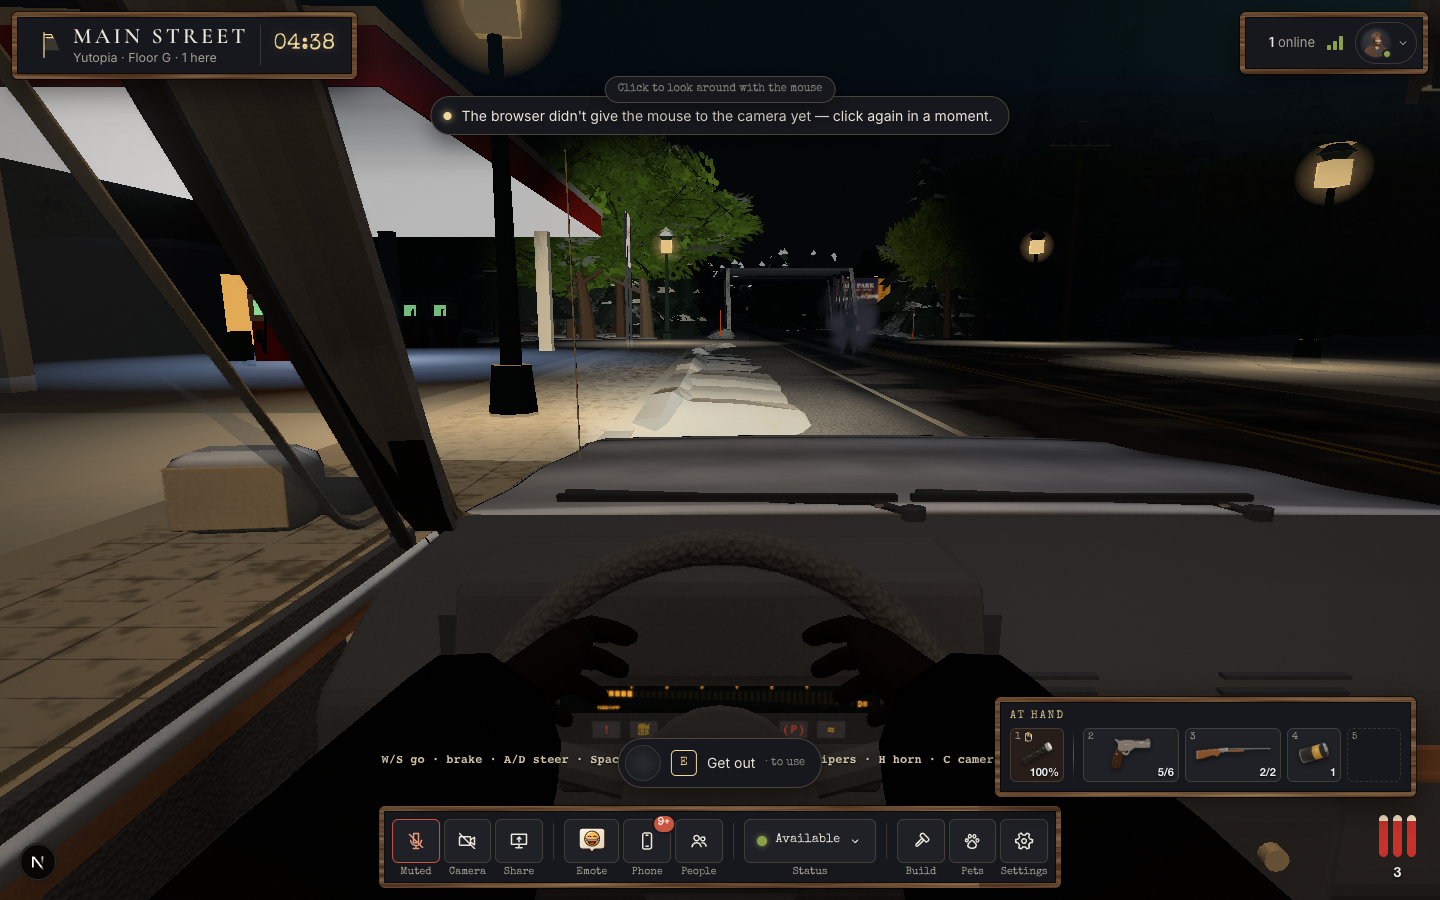 MAIN STREET
Yutopia · Floor G · 1 here
04:38
1 online
Click to look around with the mouse
The browser didn't give the mouse to the camera yet — click again in a moment.
PARK
AT HAND
1
100%
2
5/6
3
2/2
4
1
5
W/S go · brake · A/D steer · Spac
E
Get out
· to use
ipers · H horn · C camer
! (P)
9+
Available
Muted
Camera
Share
Emote
Phone
People
Status
Build
Pets
Settings
N
3